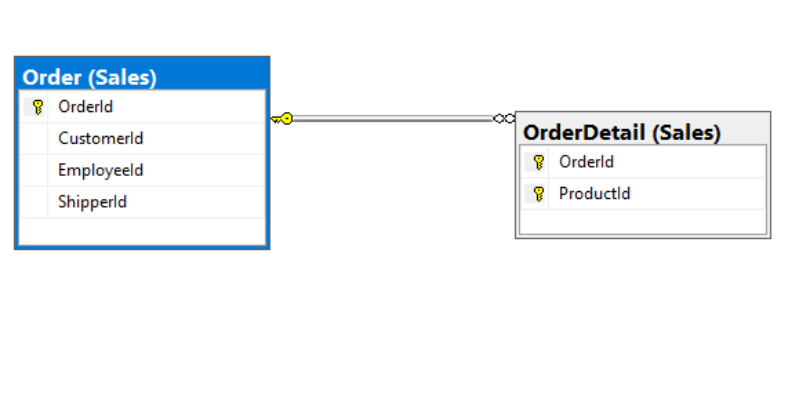 Order (Sales)
OrderId
CustomerId
EmployeeId
ShipperId
OrderDetail (Sales)
OrderId
ProductId